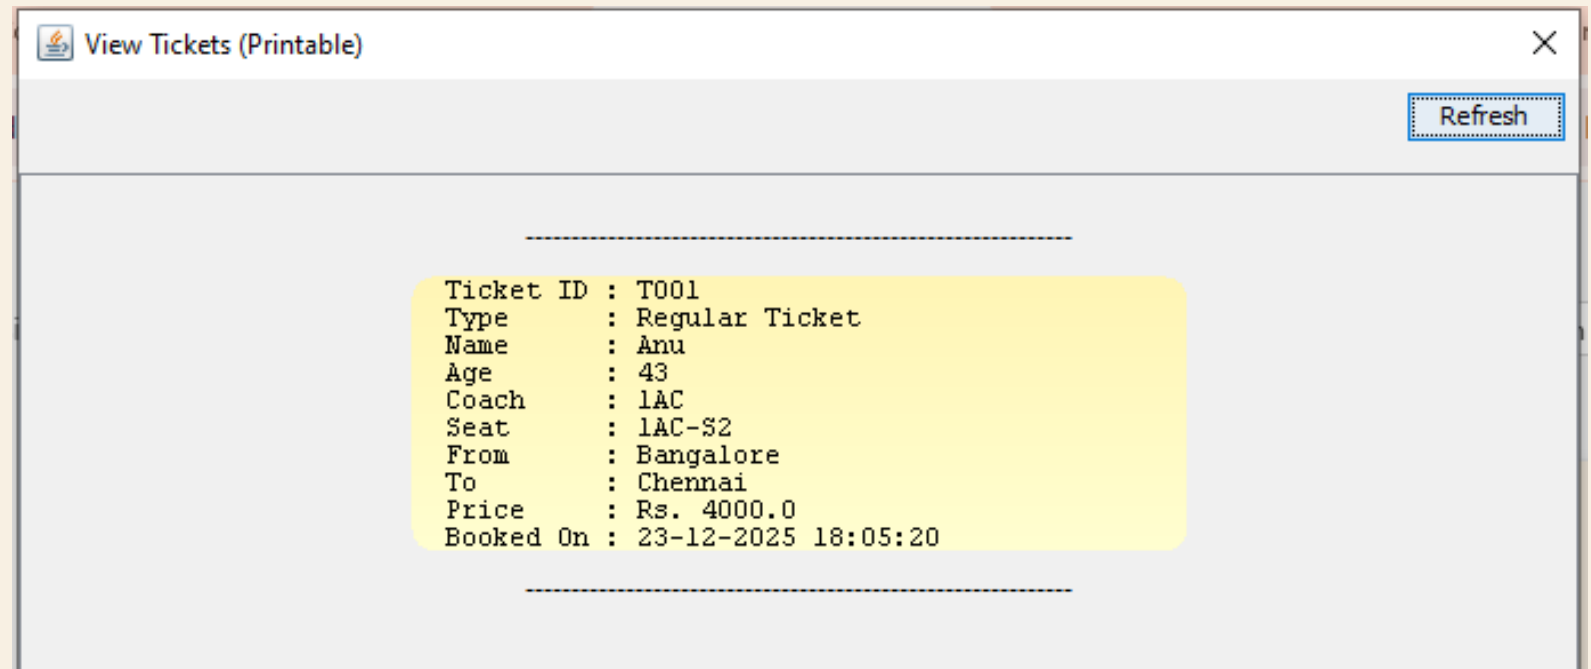 View Tickets (Printable)
Refresh
------------------------------------------------------------
Ticket ID : T001
Type      : Regular Ticket
Name      : Anu
Age       : 43
Coach     : 1AC
Seat      : 1AC-S2
From      : Bangalore
To        : Chennai
Price     : Rs. 4000.0
Booked On : 23-12-2025 18:05:20
------------------------------------------------------------